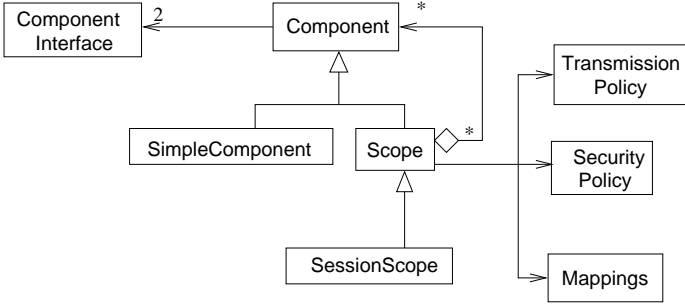 Component
Interface
2
Component
*
Transmission
Policy
SimpleComponent
Scope
*
Security
Policy
SessionScope
Mappings